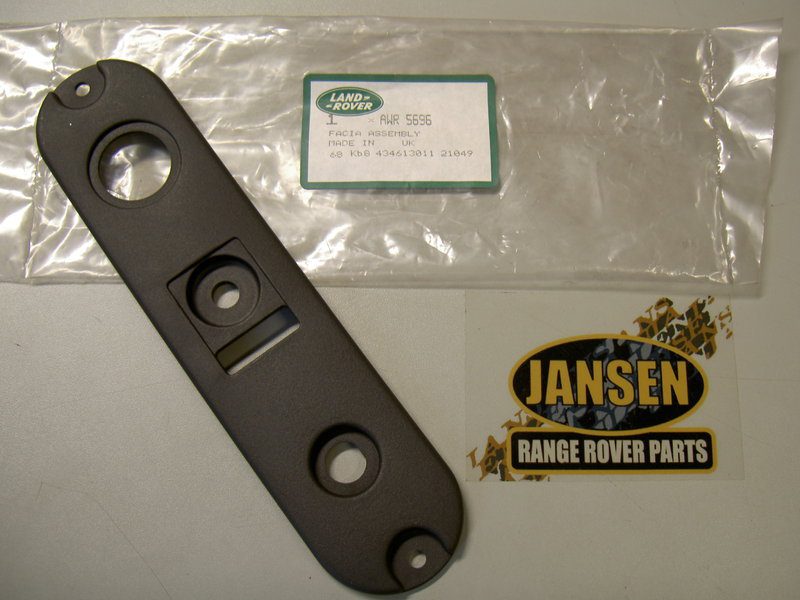 LAND-
-ROVER
1 × AWR 5696
FACIA ASSEMBLY
MADE IN UK
68 Kb8 434613011 21049
JANSEN
RANGE ROVER PARTS